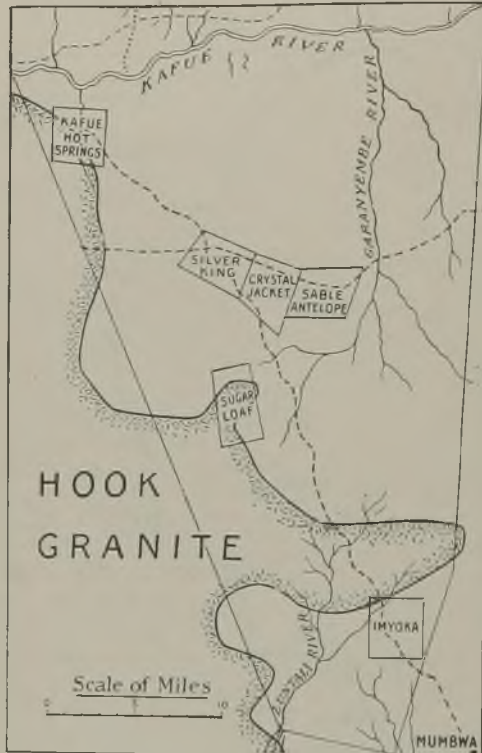 KAFUE RIVER
KAFUE
HOT
SPRINGS
SILVER
KING
CRYSTAL
JACKET
SABLE
ANTELOPE
SUGAR
LOAF
HOOK
GRANITE
IMYOKA
RIVER
Scale of Miles
0 5 10
MUMBWA